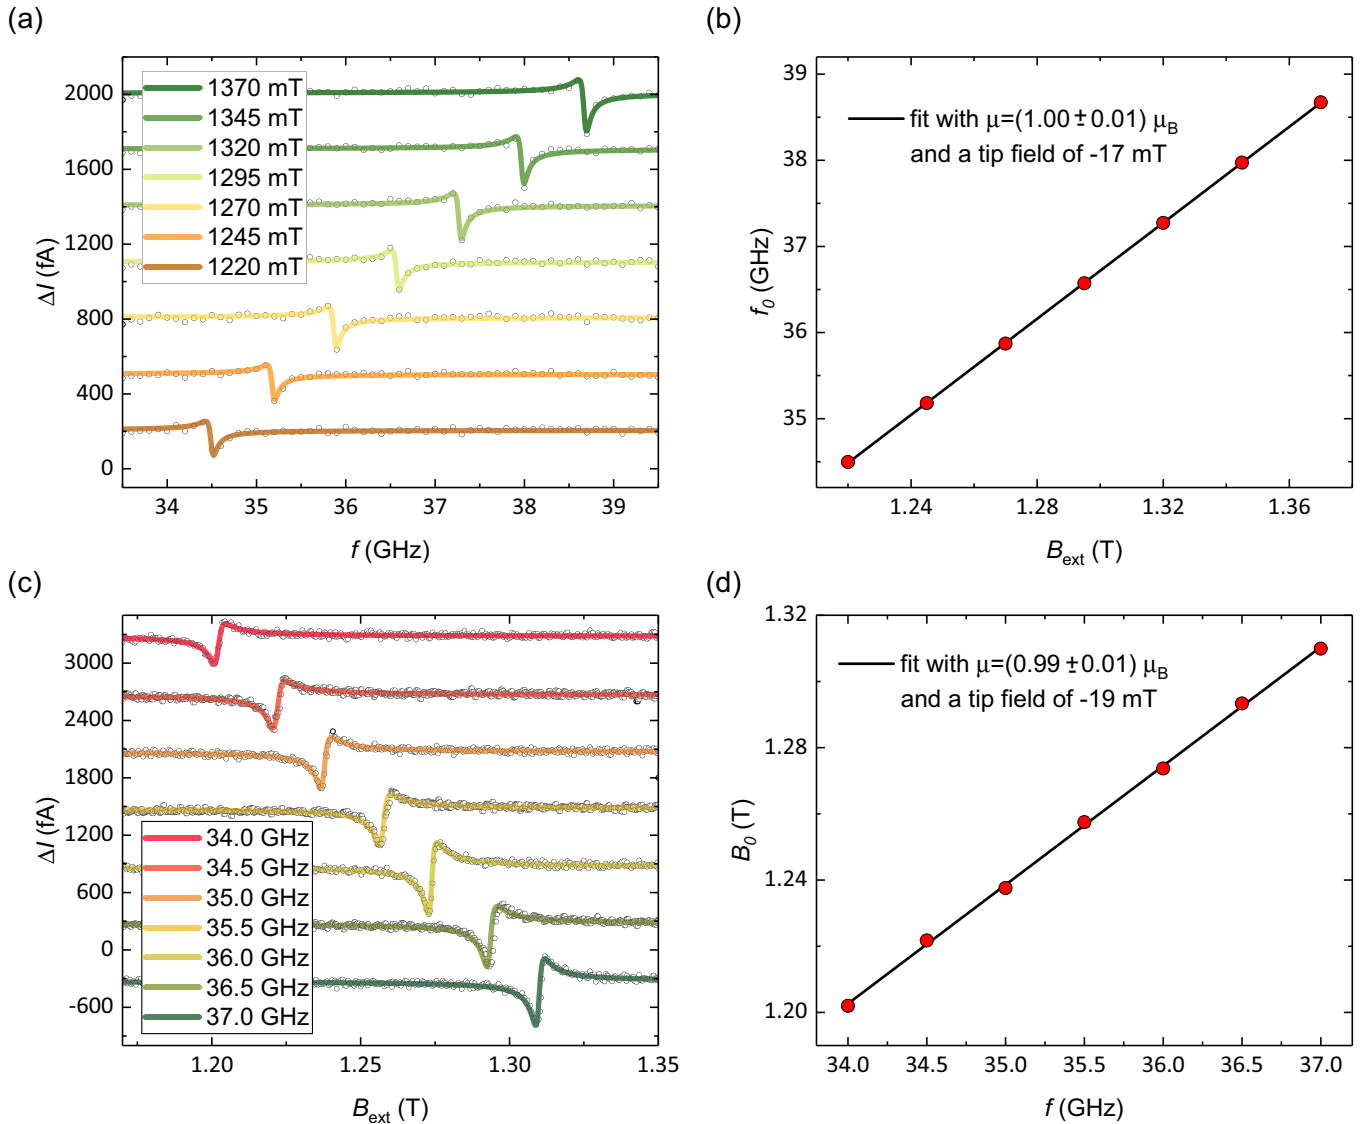 (a)
2000
1600
1200
800
400
0
ΔI (fA)
1370 mT
1345 mT
1320 mT
1295 mT
1270 mT
1245 mT
1220 mT
34 35 36 37 38 39
f (GHz)
(b)
39
38
37
36
35
f0 (GHz)
fit with μ=(1.00±0.01) μB
and a tip field of -17 mT
1.24 1.28 1.32 1.36
Bext (T)
(c)
3000
2400
1800
1200
600
0
-600
ΔI (fA)
34.0 GHz
34.5 GHz
35.0 GHz
35.5 GHz
36.0 GHz
36.5 GHz
37.0 GHz
1.20 1.25 1.30 1.35
Bext (T)
(d)
1.32
1.28
1.24
1.20
B0 (T)
fit with μ=(0.99±0.01) μB
and a tip field of -19 mT
34.0 34.5 35.0 35.5 36.0 36.5 37.0
f (GHz)